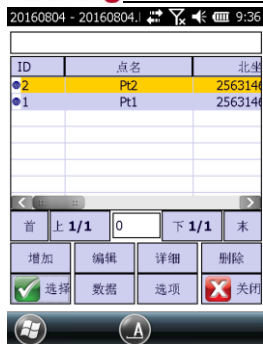 20160804 - 20160804. 9:36
ID 点名 北坐
2 Pt2 2563146
1 Pt1 2563146
首 上 1/1 0 下 1/1 末
增加 编辑 详细 删除
选择 数据 选项 关闭
A